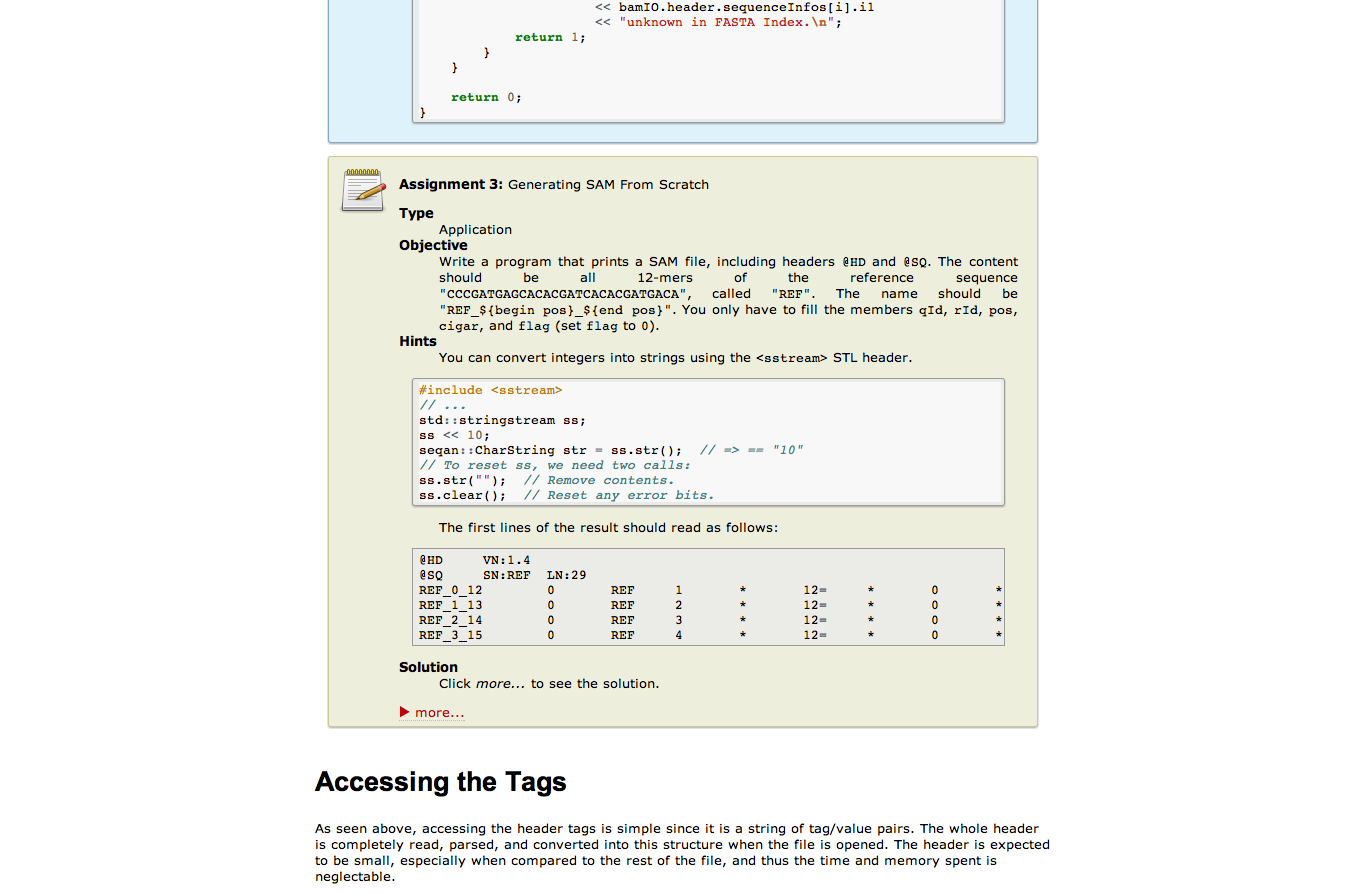 << bamIO.header.sequenceInfos[i].i1
<< "unknown in FASTA Index.\n";
return 1;
}
}
return 0;
}
Assignment 3: Generating SAM From Scratch
Type
Application
Objective
Write a program that prints a SAM file, including headers @HD and @SQ. The content
should be all 12-mers of the reference sequence
"CCCGATGAGCACACGATCACACGATGACA", called "REF". The name should be
"REF_${begin pos}_${end pos}". You only have to fill the members qId, rId, pos,
cigar, and flag (set flag to 0).
Hints
You can convert integers into strings using the <sstream> STL header.
#include <sstream>
// ...
std::stringstream ss;
ss << 10;
seqan::CharString str = ss.str();  // => == "10"
// To reset ss, we need two calls:
ss.str("");  // Remove contents.
ss.clear();  // Reset any error bits.
The first lines of the result should read as follows:
@HD VN:1.4
@SQ SN:REF LN:29
REF_0_12 0 REF 1 * 12= * 0 *
REF_1_13 0 REF 2 * 12= * 0 *
REF_2_14 0 REF 3 * 12= * 0 *
REF_3_15 0 REF 4 * 12= * 0 *
Solution
Click more... to see the solution.
more...
Accessing the Tags
As seen above, accessing the header tags is simple since it is a string of tag/value pairs. The whole header
is completely read, parsed, and converted into this structure when the file is opened. The header is expected
to be small, especially when compared to the rest of the file, and thus the time and memory spent is
neglectable.